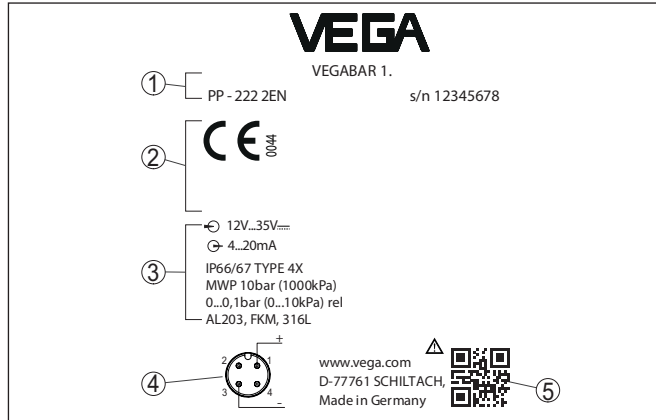 VEGA
VEGABAR 1.
① PP - 222 2EN s/n 12345678
② CE 0044
12V...35V
4...20mA
③ IP66/67 TYPE 4X
MWP 10bar (1000kPa)
0...0,1bar (0...10kPa) rel
AL203, FKM, 316L
+
2 1
④ 3 4
-
www.vega.com
D-77761 SCHILTACH,
Made in Germany
⑤